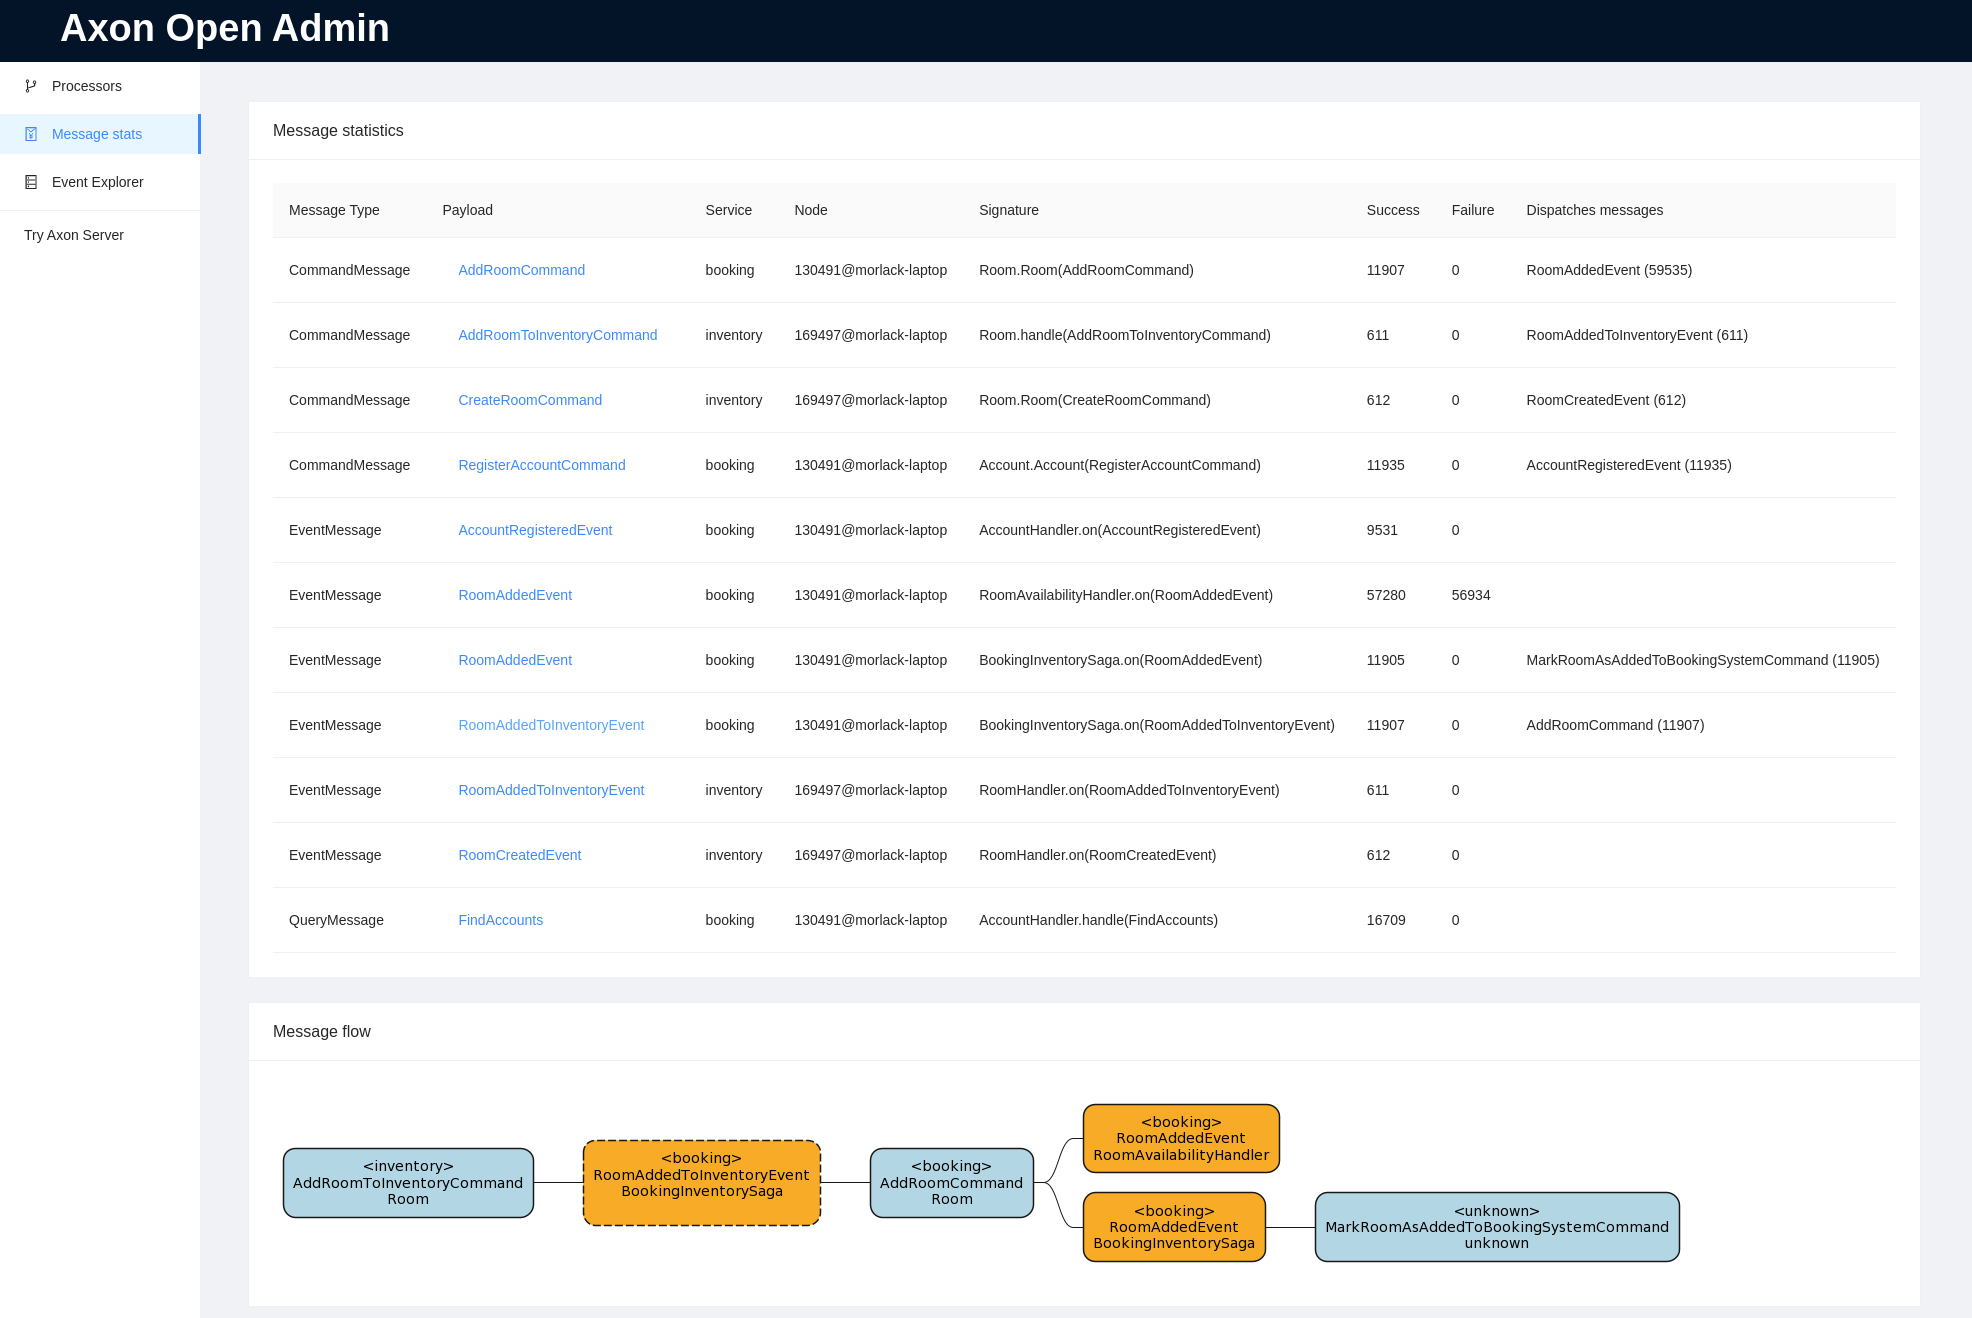 Axon Open Admin
Processors
Message stats
Event Explorer
Try Axon Server
Message statistics
Message Type Payload Service Node Signature Success Failure Dispatches messages
CommandMessage AddRoomCommand booking 130491@morlack-laptop Room.Room(AddRoomCommand) 11907 0 RoomAddedEvent (59535)
CommandMessage AddRoomToInventoryCommand inventory 169497@morlack-laptop Room.handle(AddRoomToInventoryCommand) 611 0 RoomAddedToInventoryEvent (611)
CommandMessage CreateRoomCommand inventory 169497@morlack-laptop Room.Room(CreateRoomCommand) 612 0 RoomCreatedEvent (612)
CommandMessage RegisterAccountCommand booking 130491@morlack-laptop Account.Account(RegisterAccountCommand) 11935 0 AccountRegisteredEvent (11935)
EventMessage AccountRegisteredEvent booking 130491@morlack-laptop AccountHandler.on(AccountRegisteredEvent) 9531 0
EventMessage RoomAddedEvent booking 130491@morlack-laptop RoomAvailabilityHandler.on(RoomAddedEvent) 57280 56934
EventMessage RoomAddedEvent booking 130491@morlack-laptop BookingInventorySaga.on(RoomAddedEvent) 11905 0 MarkRoomAsAddedToBookingSystemCommand (11905)
EventMessage RoomAddedToInventoryEvent booking 130491@morlack-laptop BookingInventorySaga.on(RoomAddedToInventoryEvent) 11907 0 AddRoomCommand (11907)
EventMessage RoomAddedToInventoryEvent inventory 169497@morlack-laptop RoomHandler.on(RoomAddedToInventoryEvent) 611 0
EventMessage RoomCreatedEvent inventory 169497@morlack-laptop RoomHandler.on(RoomCreatedEvent) 612 0
QueryMessage FindAccounts booking 130491@morlack-laptop AccountHandler.handle(FindAccounts) 16709 0
Message flow
<inventory>
AddRoomToInventoryCommand
Room
<booking>
RoomAddedToInventoryEvent
BookingInventorySaga
<booking>
AddRoomCommand
Room
<booking>
RoomAddedEvent
RoomAvailabilityHandler
<booking>
RoomAddedEvent
BookingInventorySaga
<unknown>
MarkRoomAsAddedToBookingSystemCommand
unknown